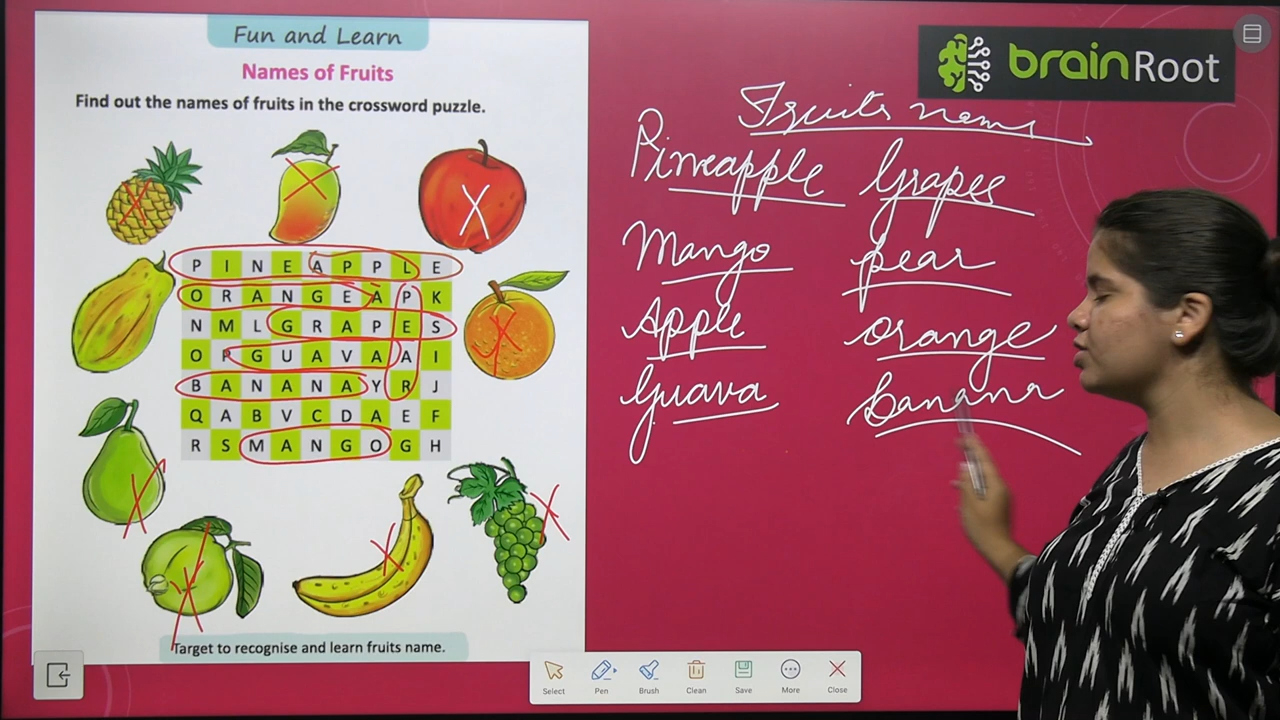 Fun and Learn
Names of Fruits
Find out the names of fruits in the crossword puzzle.
P I N E A P P L E
O R A N G E A P K
N M L G R A P E S
O P G U A V A A I
B A N A N A Y R J
Q A B V C D A E F
R S M A N G O G H
Target to recognise and learn fruits name.
brainRoot
Fruits name
Pineapple Grapes
Mango pear
Apple orange
Guava banana
Select Pen Brush Clean Save More Close